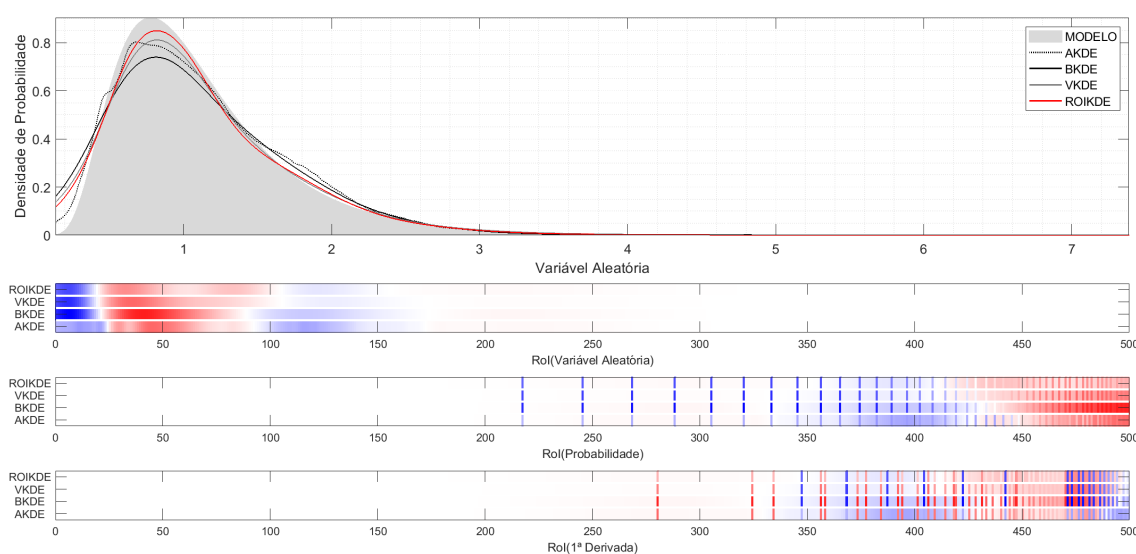 0.8
0.6
0.4
0.2
0
Densidade de Probabilidade
MODELO
AKDE
BKDE
VKDE
ROIKDE
1 2 3 4 5 6 7
Variável Aleatória
ROIKDE
VKDE
BKDE
AKDE
0 50 100 150 200 250 300 350 400 450 500
RoI(Variável Aleatória)
ROIKDE
VKDE
BKDE
AKDE
0 50 100 150 200 250 300 350 400 450 500
RoI(Probabilidade)
ROIKDE
VKDE
BKDE
AKDE
0 50 100 150 200 250 300 350 400 450 500
RoI(1ª Derivada)